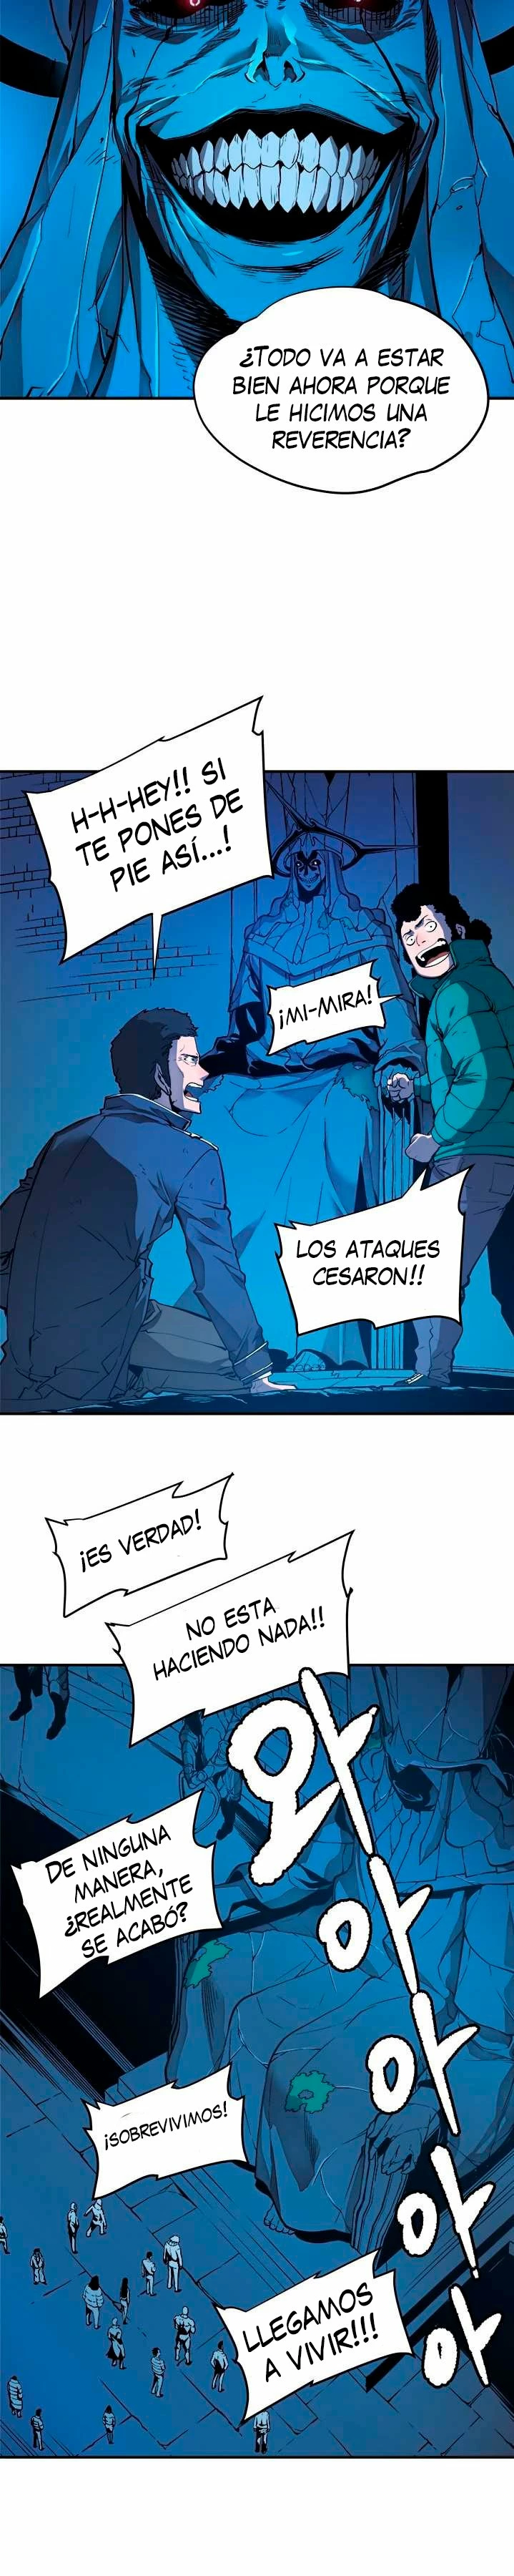 ¿TODO VA A ESTAR
BIEN AHORA PORQUE
LE HICIMOS UNA
REVERENCIA?
H-H-HEY!! SI
TE PONES DE
PIE ASÍ...!
¡MI-MIRA!
LOS ATAQUES
CESARON!!
¡ES VERDAD!
NO ESTA
HACIENDO NADA!!
와아아아아
DE NINGUNA
MANERA,
¿REALMENTE
SE ACABÓ?
¡SOBREVIVIMOS!
LLEGAMOS
A VIVIR!!!